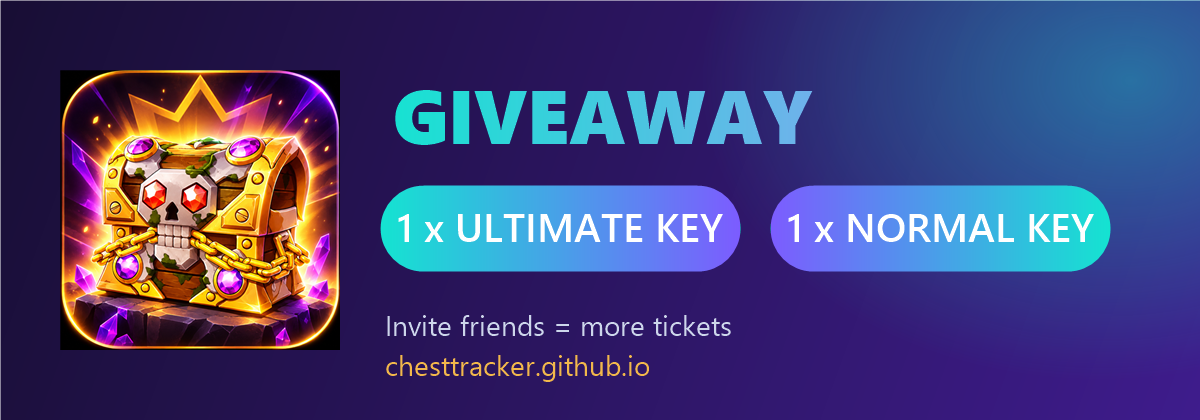 GIVEAWAY
1 x ULTIMATE KEY
1 x NORMAL KEY
Invite friends = more tickets
chesttracker.github.io